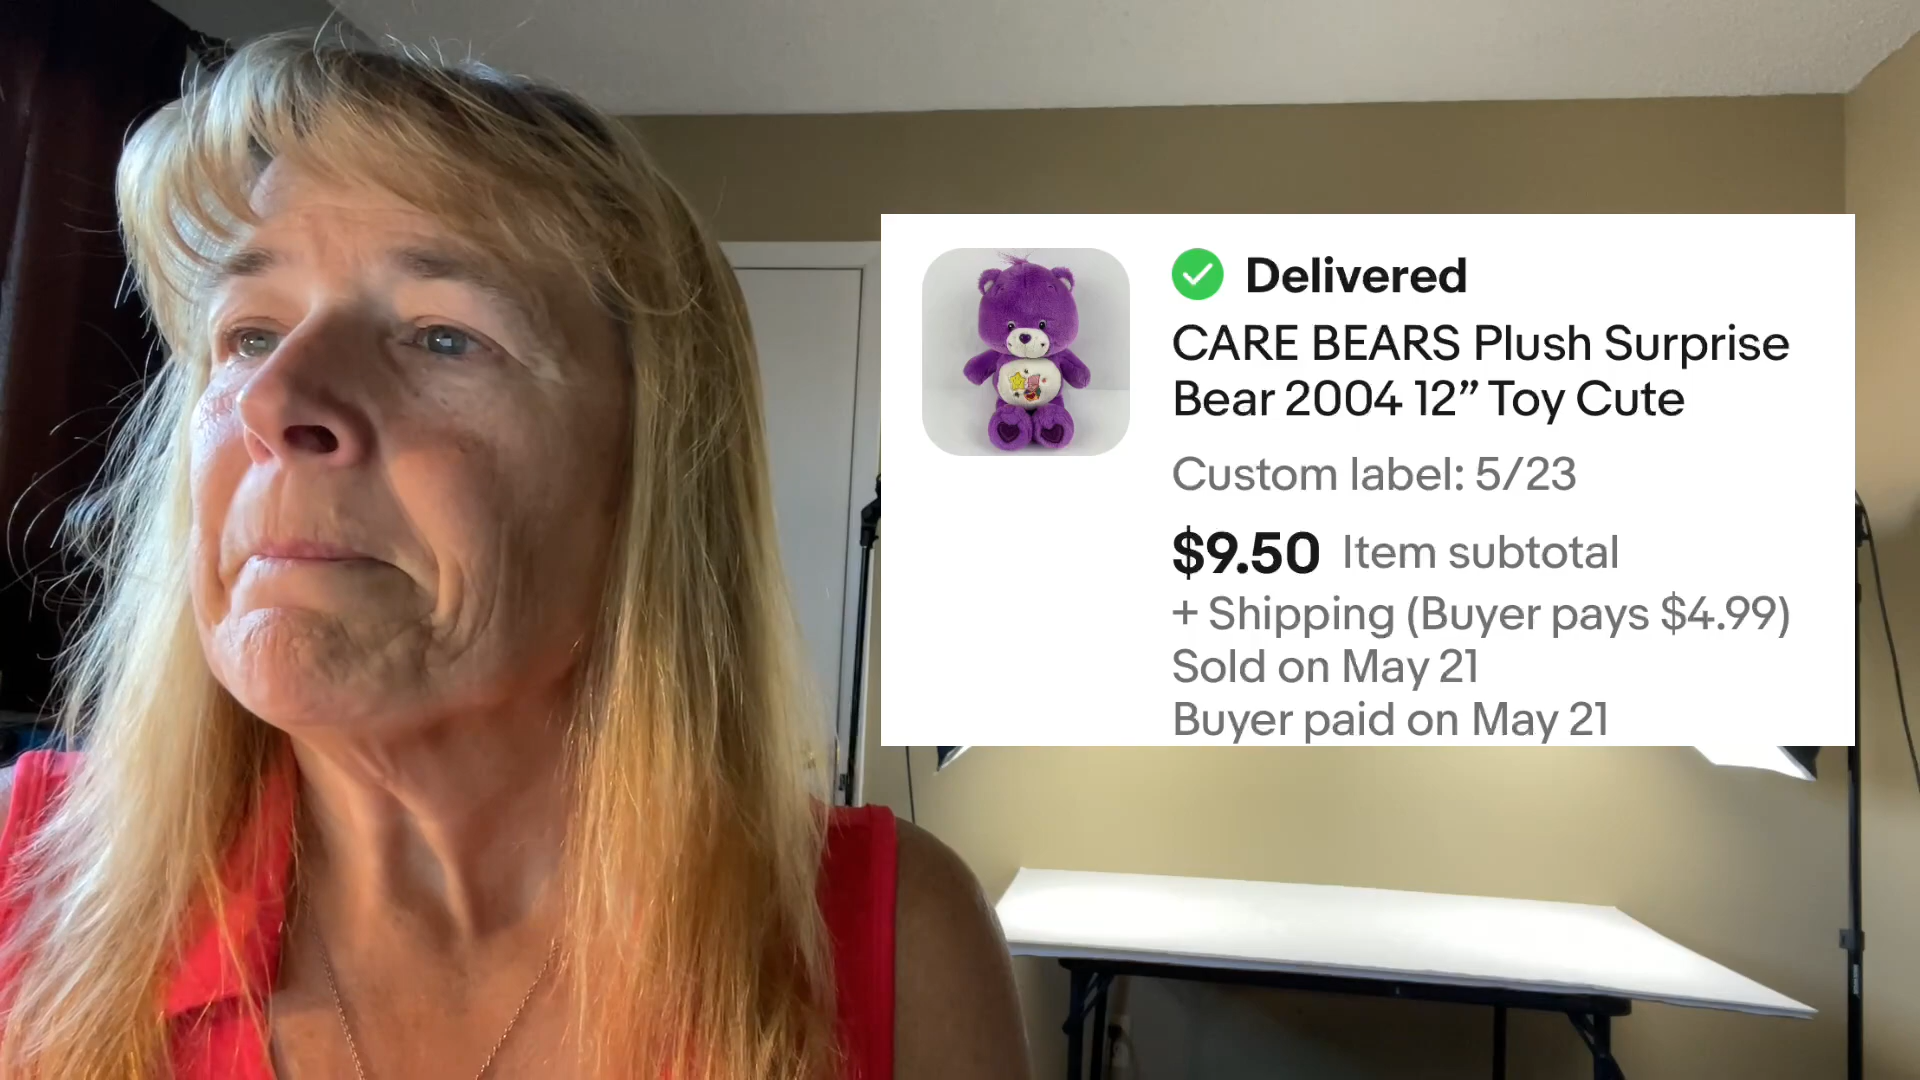 Delivered
CARE BEARS Plush Surprise
Bear 2004 12” Toy Cute
Custom label: 5/23
$9.50 Item subtotal
+ Shipping (Buyer pays $4.99)
Sold on May 21
Buyer paid on May 21